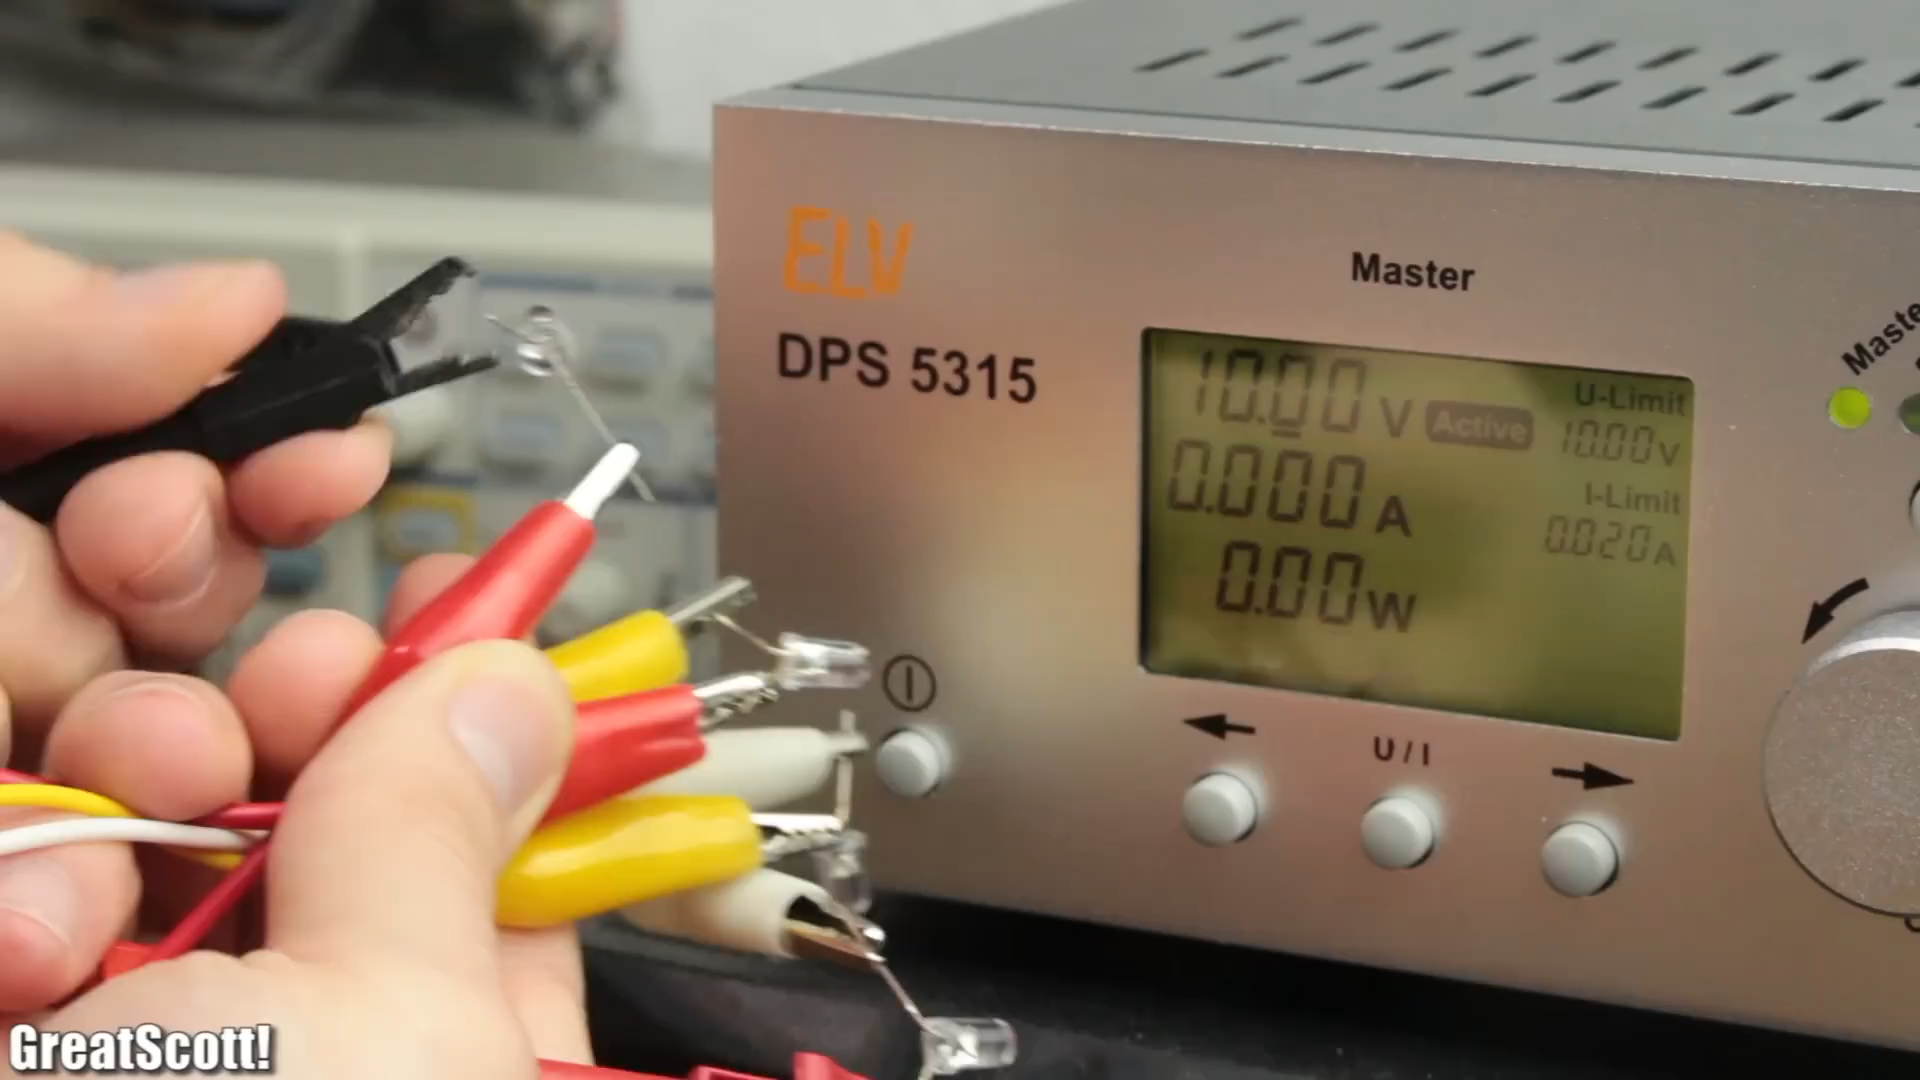 ELV
DPS 5315
Master
Master
10.00 V Active
0.000 A
0.00 W
U-Limit
10.00 V
I-Limit
0.020 A
U / I
GreatScott!